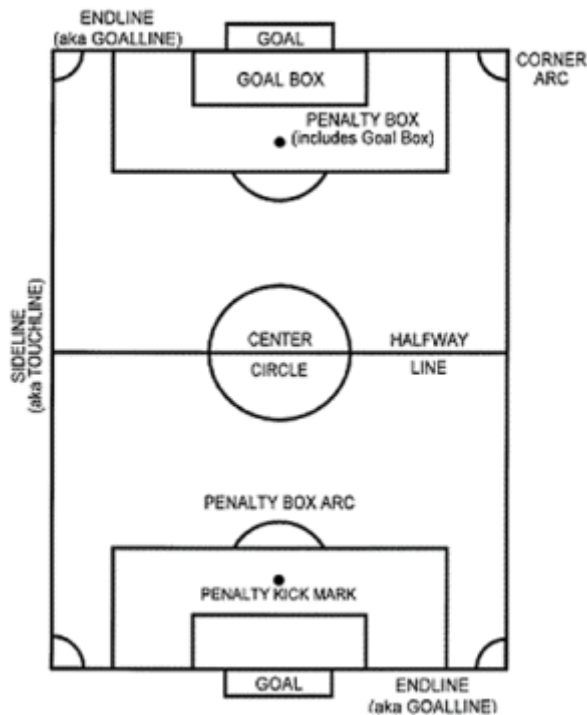 ENDLINE
(aka GOALLINE)
GOAL
GOAL BOX
CORNER
ARC
PENALTY BOX
(includes Goal Box)
SIDELINE
(aka TOUCHLINE)
CENTER
CIRCLE
HALFWAY
LINE
PENALTY BOX ARC
PENALTY KICK MARK
GOAL
ENDLINE
(aka GOALLINE)